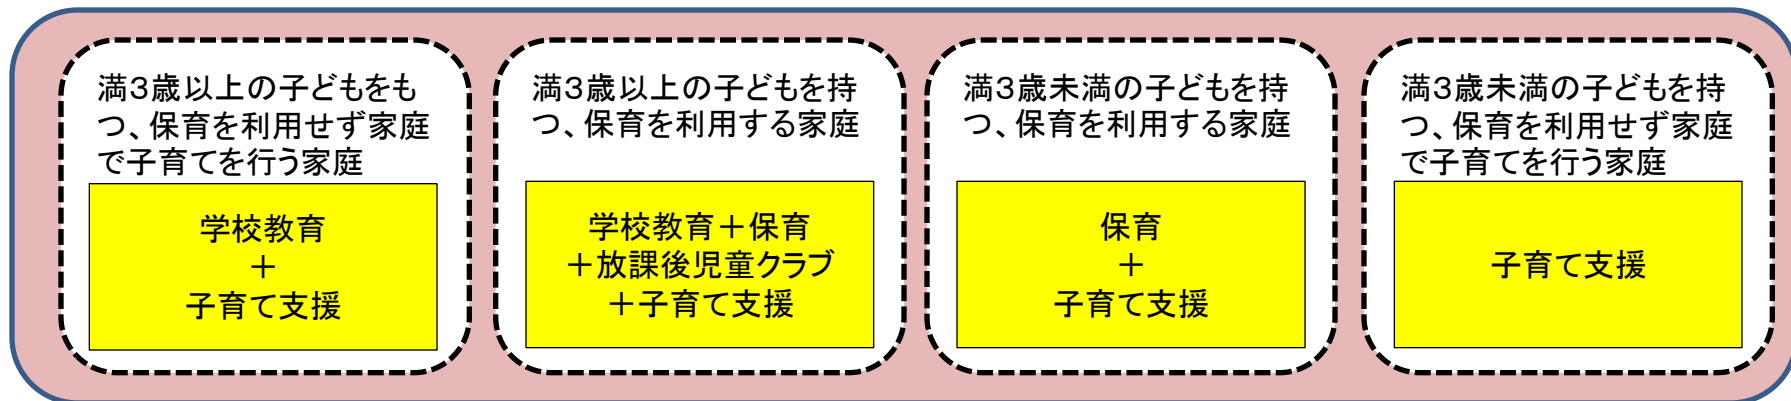 満３歳以上の子どもをも
つ、保育を利用せず家庭
で子育てを行う家庭
学校教育
＋
子育て支援
満３歳以上の子どもを持
つ、保育を利用する家庭
学校教育＋保育
＋放課後児童クラブ
＋子育て支援
満３歳未満の子どもを持
つ、保育を利用する家庭
保育
＋
子育て支援
満３歳未満の子どもを持
つ、保育を利用せず家庭
で子育てを行う家庭
子育て支援